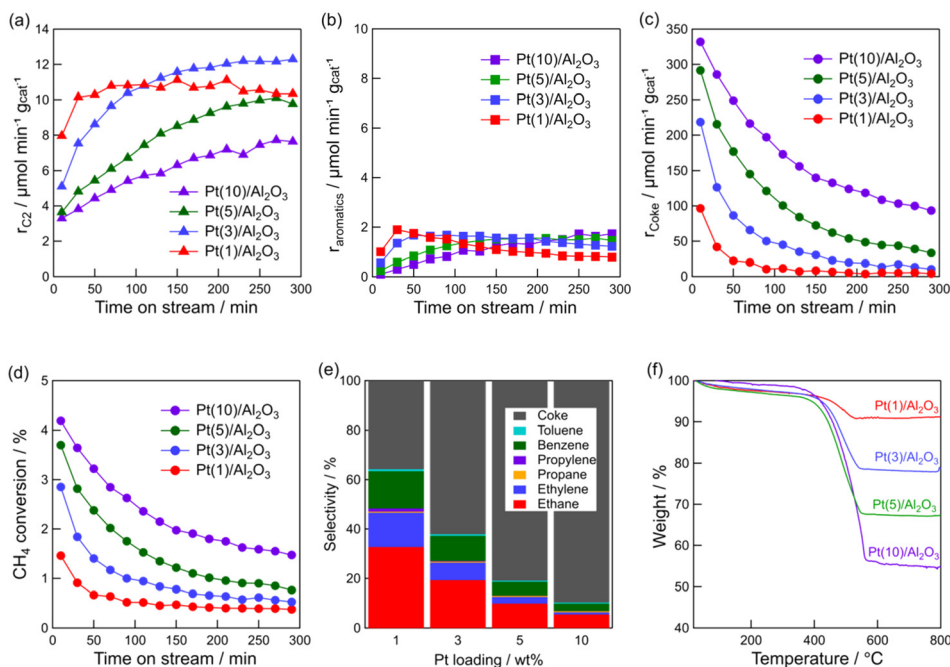 (a)
14
12
10
8
6
4
2
0
r_C2 / μmol min⁻¹ gcat⁻¹
Pt(10)/Al₂O₃
Pt(5)/Al₂O₃
Pt(3)/Al₂O₃
Pt(1)/Al₂O₃
0 50 100 150 200 250 300
Time on stream / min
(b)
10
8
6
4
2
0
r_aromatics / μmol min⁻¹ gcat⁻¹
Pt(10)/Al₂O₃
Pt(5)/Al₂O₃
Pt(3)/Al₂O₃
Pt(1)/Al₂O₃
0 50 100 150 200 250 300
Time on stream / min
(c)
350
300
250
200
150
100
50
0
r_Coke / μmol min⁻¹ gcat⁻¹
Pt(10)/Al₂O₃
Pt(5)/Al₂O₃
Pt(3)/Al₂O₃
Pt(1)/Al₂O₃
0 50 100 150 200 250 300
Time on stream / min
(d)
5
4
3
2
1
0
CH₄ conversion / %
Pt(10)/Al₂O₃
Pt(5)/Al₂O₃
Pt(3)/Al₂O₃
Pt(1)/Al₂O₃
0 50 100 150 200 250 300
Time on stream / min
(e)
100
80
60
40
20
0
Selectivity / %
Coke
Toluene
Benzene
Propylene
Propane
Ethylene
Ethane
1 3 5 10
Pt loading / wt%
(f)
100
90
80
70
60
50
40
Weight / %
Pt(1)/Al₂O₃
Pt(3)/Al₂O₃
Pt(5)/Al₂O₃
Pt(10)/Al₂O₃
200 400 600 800
Temperature / °C